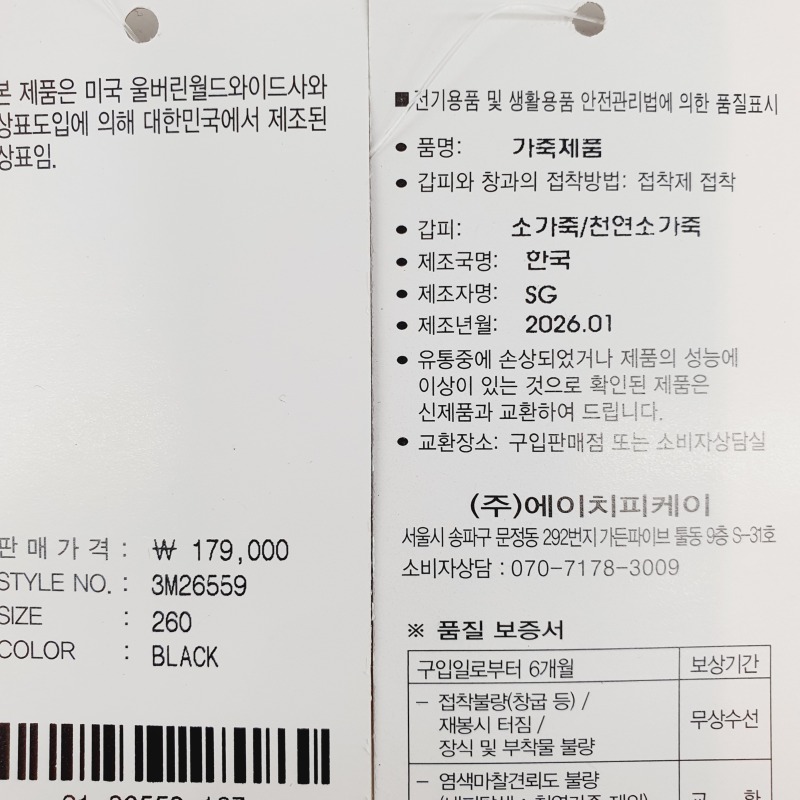 본 제품은 미국 울버린월드와이드사와
상표도입에 의해 대한민국에서 제조된
상표임.
판 매 가 격 : ₩ 179,000
STYLE NO. : 3M26559
SIZE : 260
COLOR : BLACK
■ 전기용품 및 생활용품 안전관리법에 의한 품질표시
● 품명: 가죽제품
● 갑피와 창과의 접착방법: 접착제 접착
● 갑피: 소가죽/천연소가죽
● 제조국명: 한국
● 제조자명: SG
● 제조년월: 2026.01
● 유통중에 손상되었거나 제품의 성능에
이상이 있는 것으로 확인된 제품은
신제품과 교환하여 드립니다.
● 교환장소: 구입판매점 또는 소비자상담실
(주)에이치피케이
서울시 송파구 문정동 292번지 가든파이브 툴동 9층 S-31호
소비자상담 : 070-7178-3009
※ 품질 보증서
구입일로부터 6개월 보상기간
- 접착불량(창굽 등) /
재봉시 터짐 /
장식 및 부착물 불량
무상수선
- 염색마찰견뢰도 불량